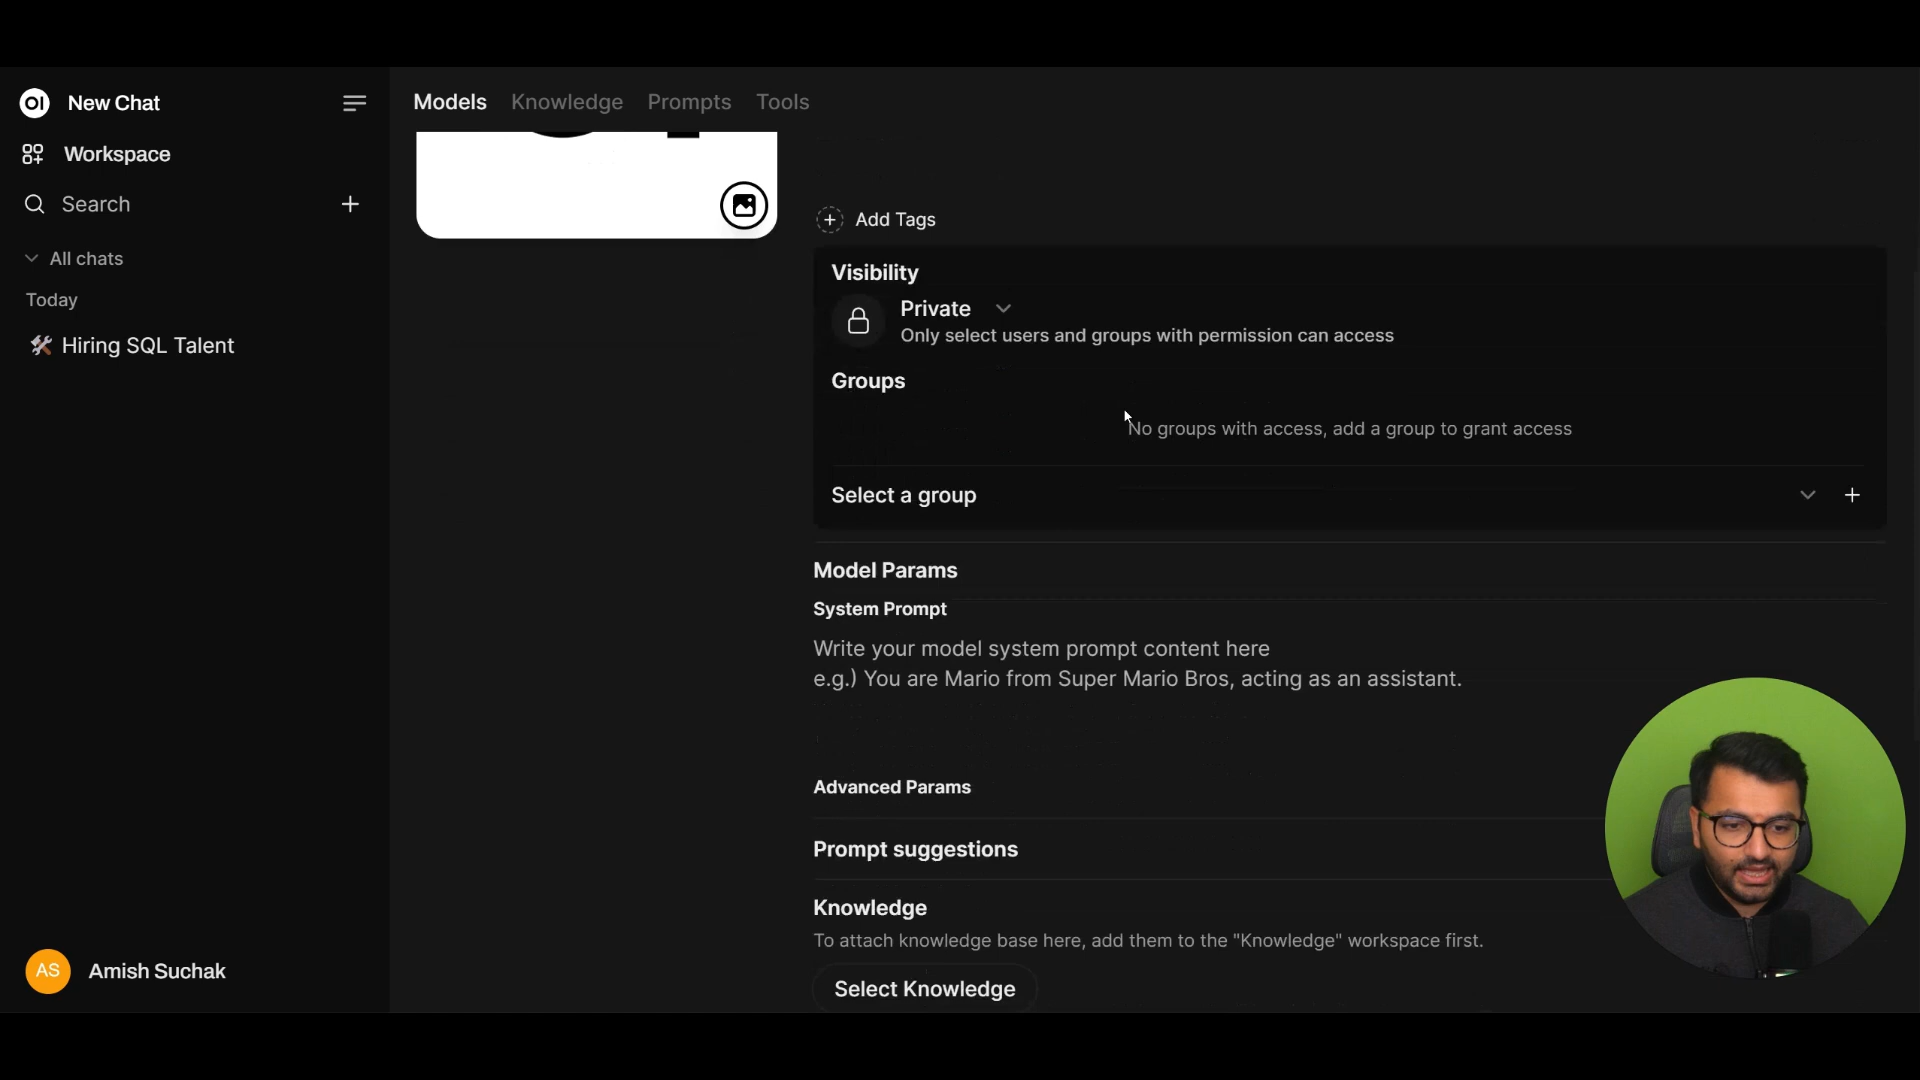 OI New Chat
Workspace
Search
All chats
Today
🛠️ Hiring SQL Talent
AS Amish Suchak
Models Knowledge Prompts Tools
Add Tags
Visibility
Private
Only select users and groups with permission can access
Groups
No groups with access, add a group to grant access
Select a group
Model Params
System Prompt
Write your model system prompt content here
e.g.) You are Mario from Super Mario Bros, acting as an assistant.
Advanced Params
Prompt suggestions
Knowledge
To attach knowledge base here, add them to the "Knowledge" workspace first.
Select Knowledge